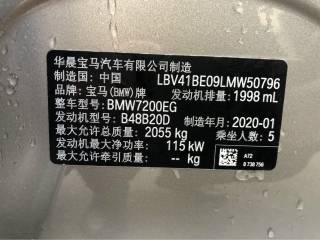 华晨宝马汽车有限公司制造
制造国：中国 LBV41BE09LMW50796
品牌：宝马(BMW)牌 发动机排量：1998 mL
整车型号：BMW7200EG
发动机型号：B48B20D 制造年月：2020-01
最大允许总质量：2055 kg 乘坐人数：5
发动机最大净功率：115 kW
最大允许牵引质量：-- kg
A72
8 738 756